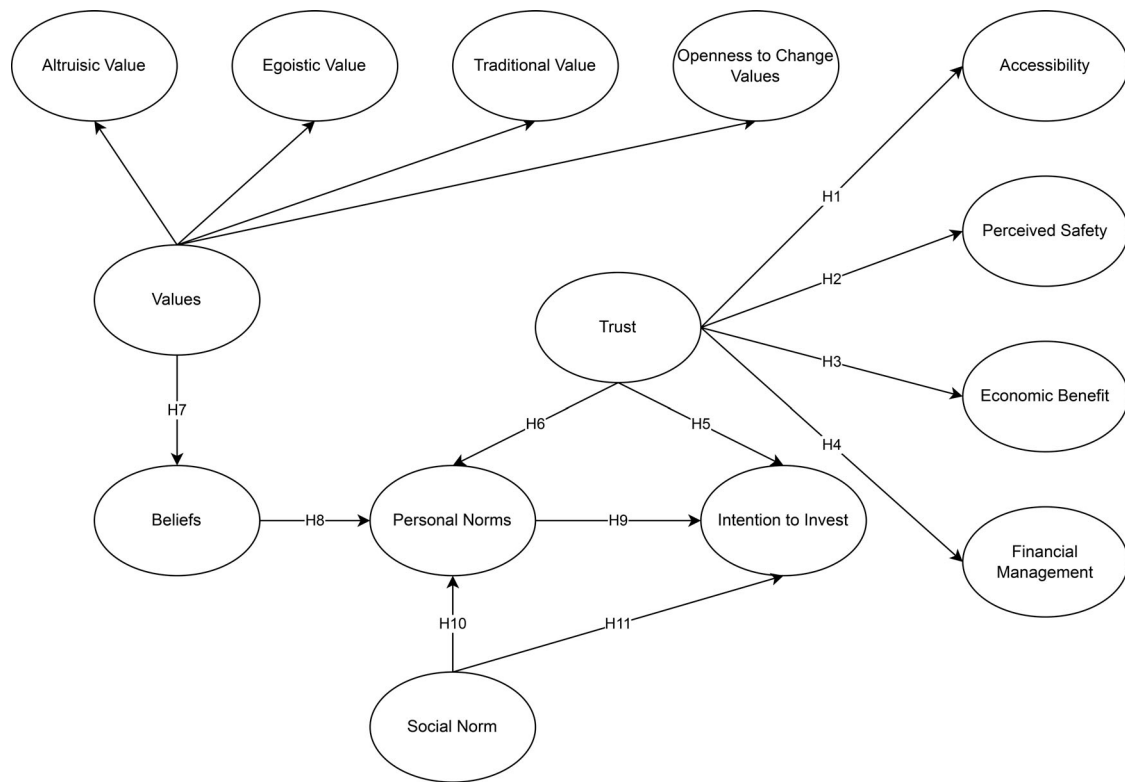 Altruisic Value
Egoistic Value
Traditional Value
Openness to Change
Values
Accessibility
H1
Perceived Safety
H2
Values
Trust
H3
Economic Benefit
H7
H6
H5
H4
Beliefs
H8
Personal Norms
H9
Intention to Invest
Financial
Management
H10
H11
Social Norm